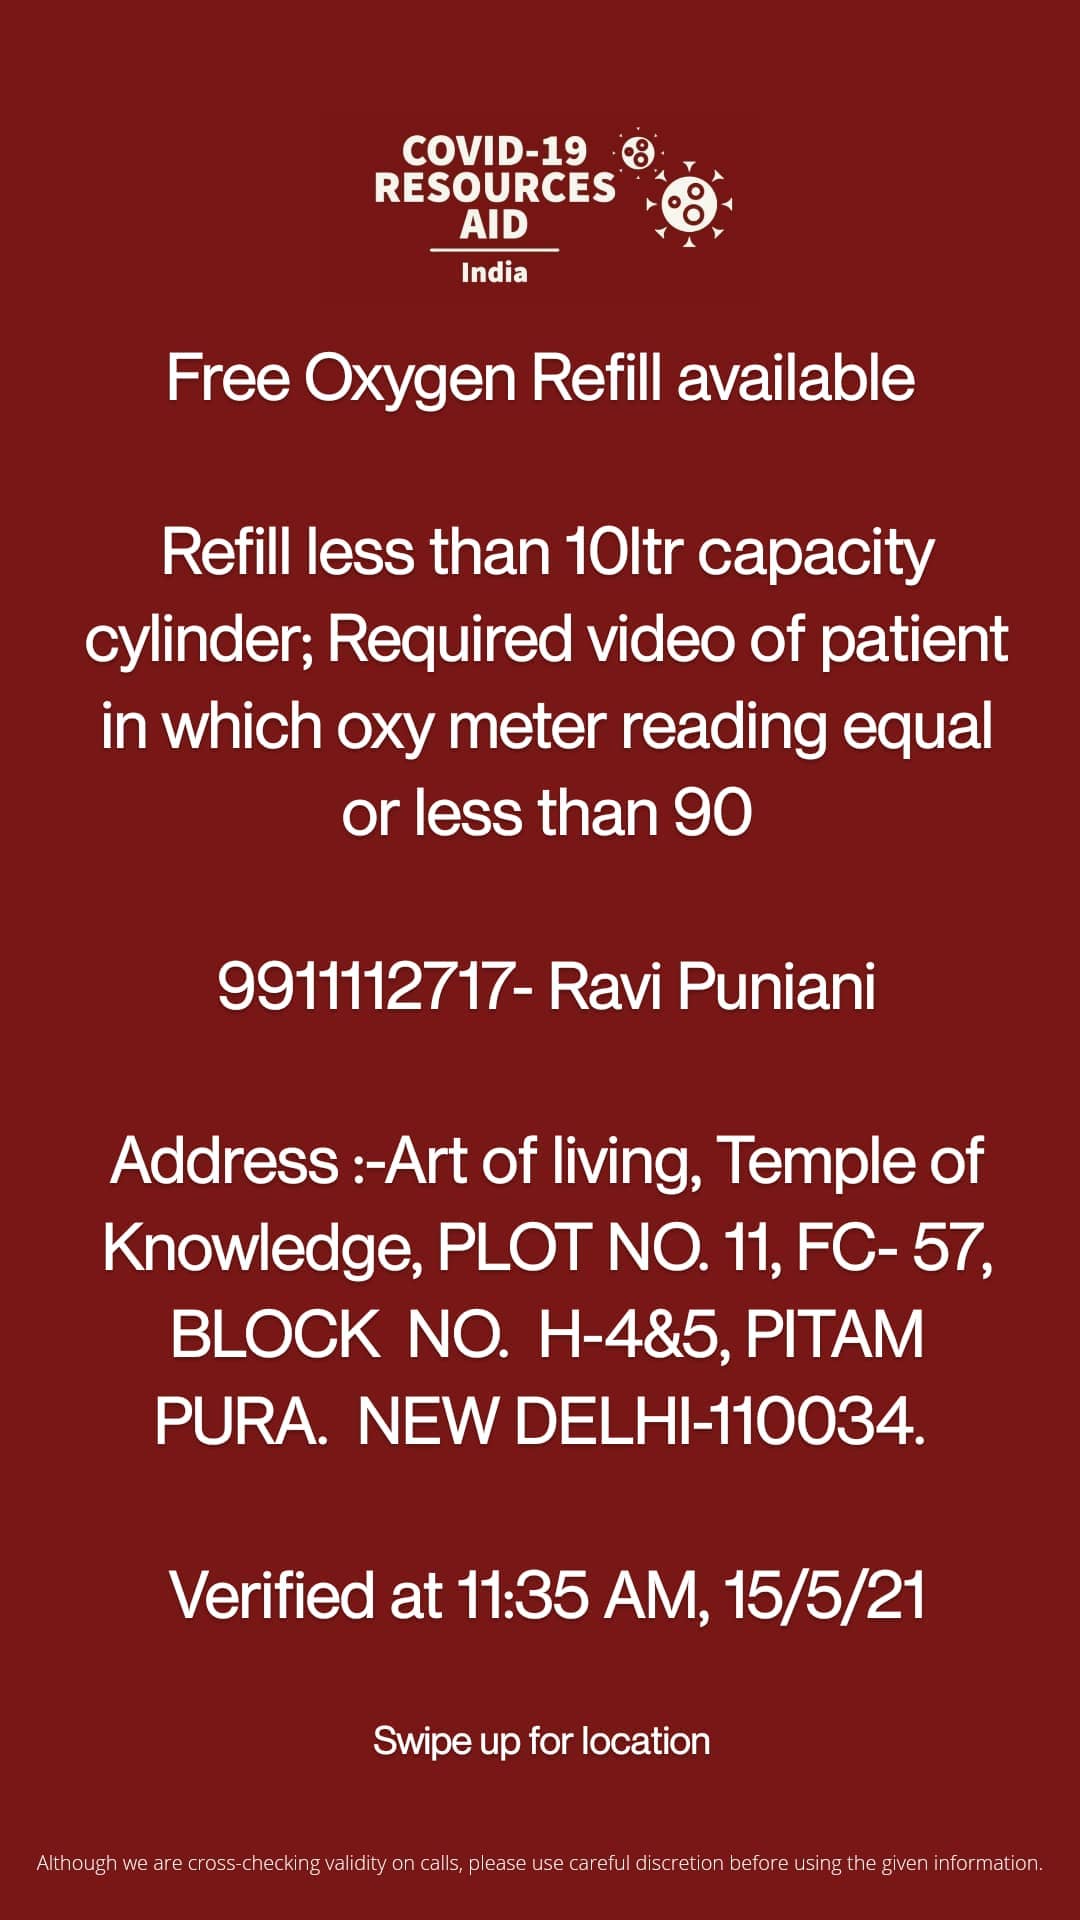 COVID-19
RESOURCES
AID
India
Free Oxygen Refill available
Refill less than 10ltr capacity
cylinder; Required video of patient
in which oxy meter reading equal
or less than 90
9911112717- Ravi Puniani
Address :-Art of living, Temple of
Knowledge, PLOT NO. 11, FC- 57,
BLOCK  NO.  H-4&5, PITAM
PURA.  NEW DELHI-110034.
Verified at 11:35 AM, 15/5/21
Swipe up for location
Although we are cross-checking validity on calls, please use careful discretion before using the given information.